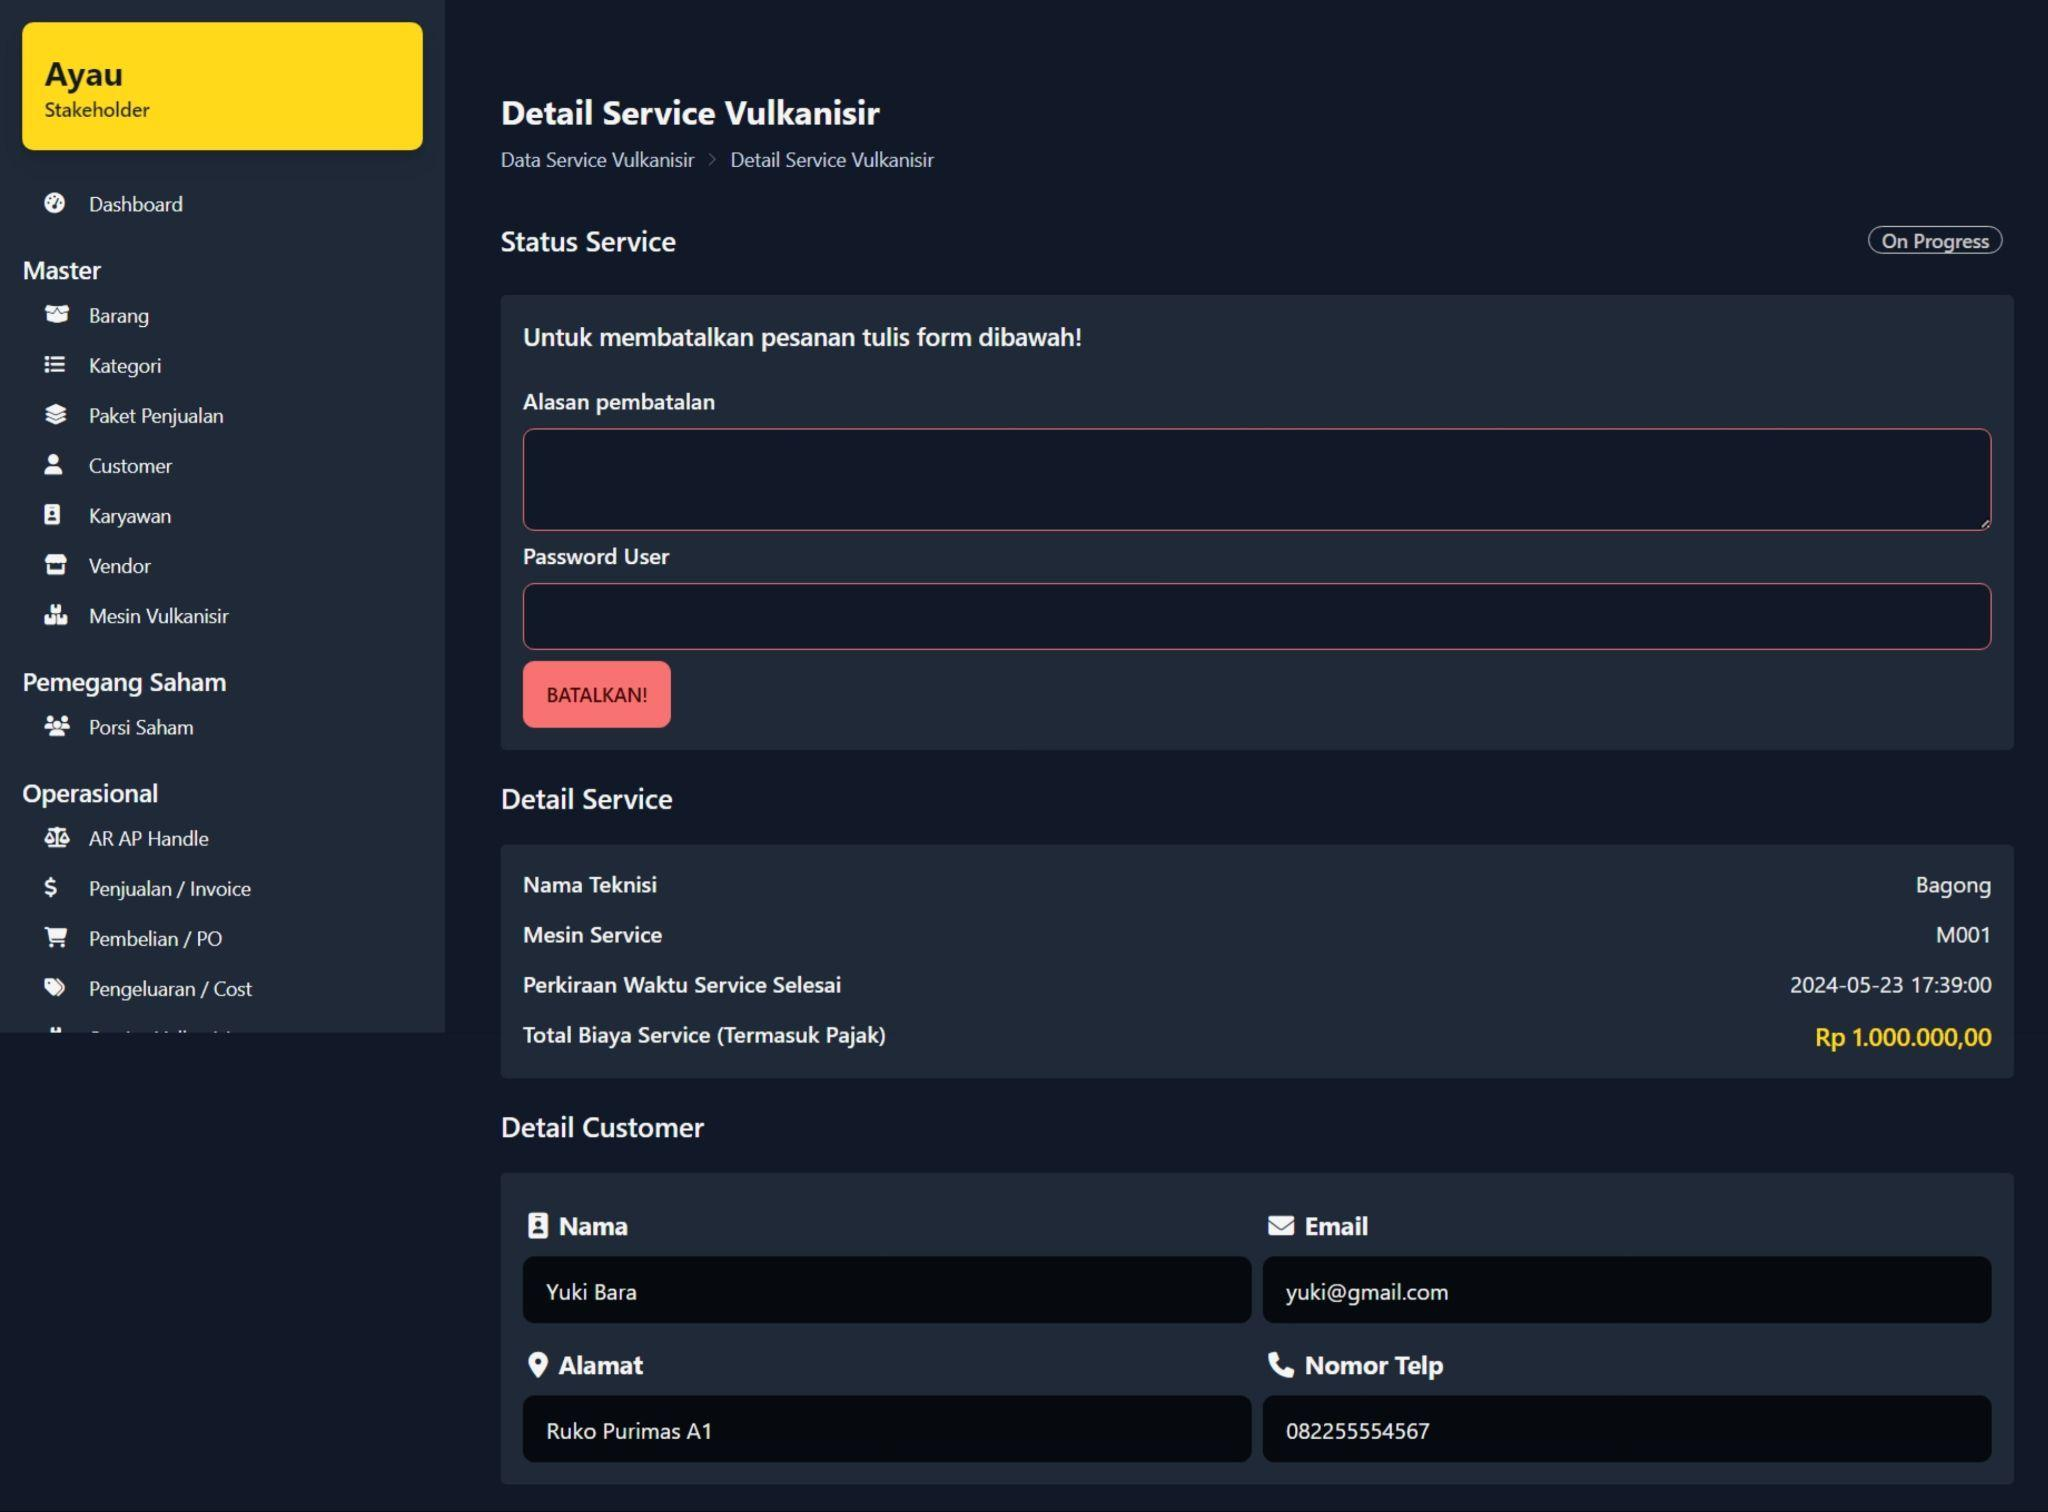 Ayau
Stakeholder
Dashboard
Master
Barang
Kategori
Paket Penjualan
Customer
Karyawan
Vendor
Mesin Vulkanisir
Pemegang Saham
Porsi Saham
Operasional
AR AP Handle
Penjualan / Invoice
Pembelian / PO
Pengeluaran / Cost
Detail Service Vulkanisir
Data Service Vulkanisir > Detail Service Vulkanisir
Status Service
On Progress
Untuk membatalkan pesanan tulis form dibawah!
Alasan pembatalan
Password User
BATALKAN!
Detail Service
Nama Teknisi Bagong
Mesin Service M001
Perkiraan Waktu Service Selesai 2024-05-23 17:39:00
Total Biaya Service (Termasuk Pajak) Rp 1.000.000,00
Detail Customer
Nama
Yuki Bara
Email
yuki@gmail.com
Alamat
Ruko Purimas A1
Nomor Telp
082255554567